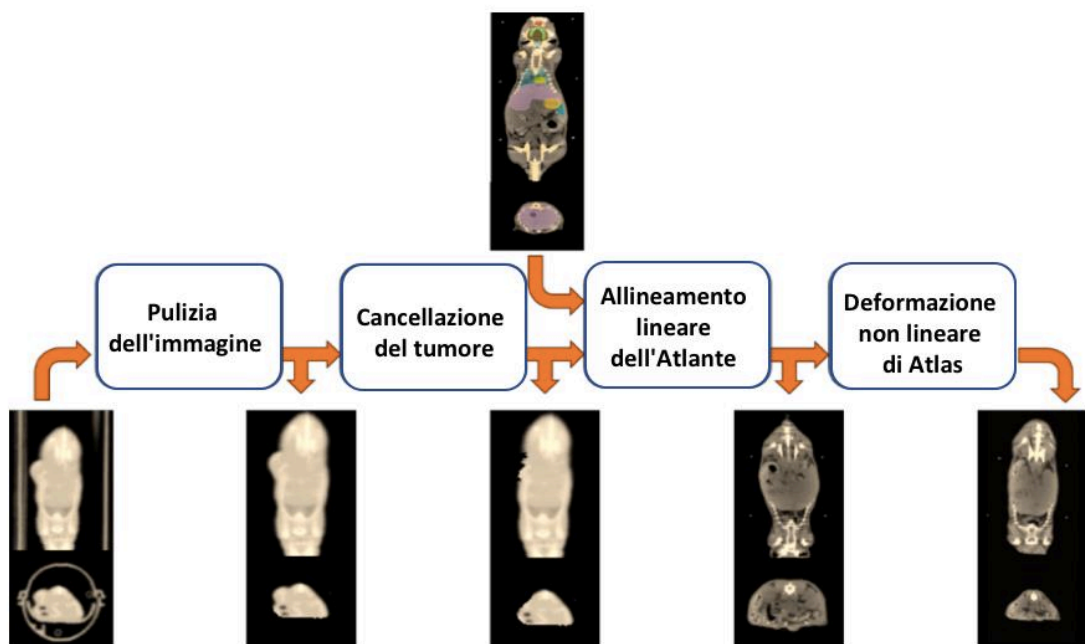 Pulizia
dell'immagine
Cancellazione
del tumore
Allineamento
lineare
dell'Atlante
Deformazione
non lineare
di Atlas